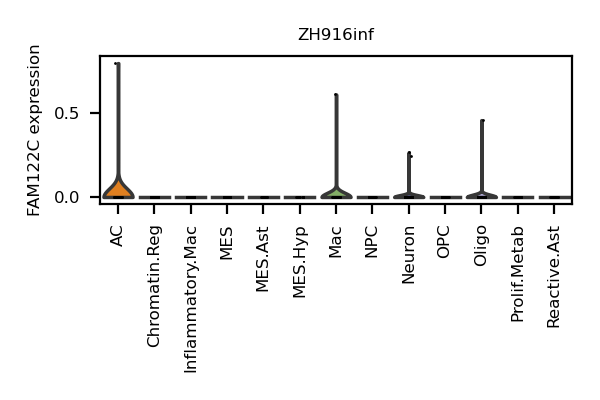 ZH916inf
FAM122C expression
0.5
0.0
AC
Chromatin.Reg
Inflammatory.Mac
MES
MES.Ast
MES.Hyp
Mac
NPC
Neuron
OPC
Oligo
Prolif.Metab
Reactive.Ast